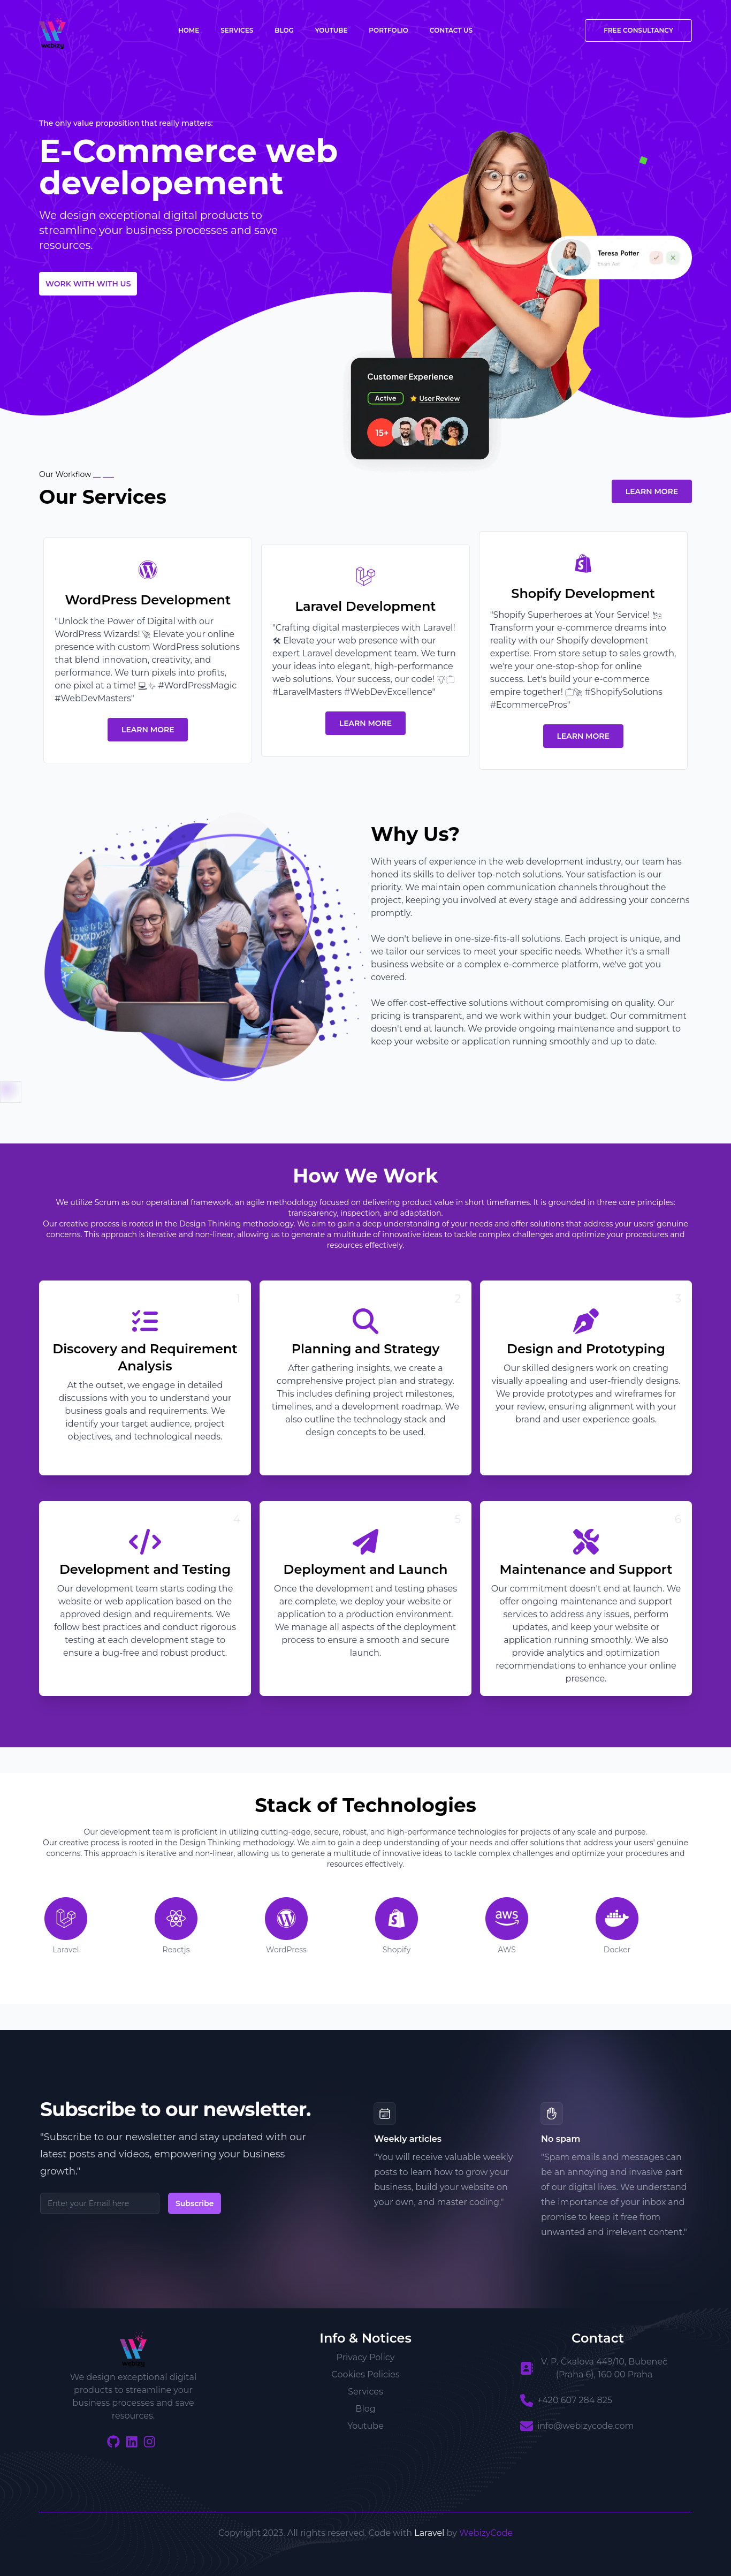 webizy
HOME SERVICES BLOG YOUTUBE PORTFOLIO CONTACT US
FREE CONSULTANCY
The only value proposition that really matters:
E-Commerce web
developement
We design exceptional digital products to
streamline your business processes and save
resources.
WORK WITH WITH US
Teresa Potter
Customer Experience
Active
User Review
15+
Our Workflow __ ___
Our Services
LEARN MORE
WordPress Development
"Unlock the Power of Digital with our
WordPress Wizards! 🚀 Elevate your online
presence with custom WordPress solutions
that blend innovation, creativity, and
performance. We turn pixels into profits,
one pixel at a time! 💻✨ #WordPressMagic
#WebDevMasters"
LEARN MORE
Laravel Development
"Crafting digital masterpieces with Laravel!
🛠️ Elevate your web presence with our
expert Laravel development team. We turn
your ideas into elegant, high-performance
web solutions. Your success, our code!
#LaravelMasters #WebDevExcellence"
LEARN MORE
Shopify Development
"Shopify Superheroes at Your Service!
Transform your e-commerce dreams into
reality with our Shopify development
expertise. From store setup to sales growth,
we're your one-stop-shop for online
success. Let's build your e-commerce
empire together! #ShopifySolutions
#EcommercePros"
LEARN MORE
Why Us?
With years of experience in the web development industry, our team has
honed its skills to deliver top-notch solutions. Your satisfaction is our
priority. We maintain open communication channels throughout the
project, keeping you involved at every stage and addressing your concerns
promptly.
We don't believe in one-size-fits-all solutions. Each project is unique, and
we tailor our services to meet your specific needs. Whether it's a small
business website or a complex e-commerce platform, we've got you
covered.
We offer cost-effective solutions without compromising on quality. Our
pricing is transparent, and we work within your budget. Our commitment
doesn't end at launch. We provide ongoing maintenance and support to
keep your website or application running smoothly and up to date.
How We Work
We utilize Scrum as our operational framework, an agile methodology focused on delivering product value in short timeframes. It is grounded in three core principles:
transparency, inspection, and adaptation.
Our creative process is rooted in the Design Thinking methodology. We aim to gain a deep understanding of your needs and offer solutions that address your users' genuine
concerns. This approach is iterative and non-linear, allowing us to generate a multitude of innovative ideas to tackle complex challenges and optimize your procedures and
resources effectively.
1
Discovery and Requirement
Analysis
At the outset, we engage in detailed
discussions with you to understand your
business goals and requirements. We
identify your target audience, project
objectives, and technological needs.
2
Planning and Strategy
After gathering insights, we create a
comprehensive project plan and strategy.
This includes defining project milestones,
timelines, and a development roadmap. We
also outline the technology stack and
design concepts to be used.
3
Design and Prototyping
Our skilled designers work on creating
visually appealing and user-friendly designs.
We provide prototypes and wireframes for
your review, ensuring alignment with your
brand and user experience goals.
4
Development and Testing
Our development team starts coding the
website or web application based on the
approved design and requirements. We
follow best practices and conduct rigorous
testing at each development stage to
ensure a bug-free and robust product.
5
Deployment and Launch
Once the development and testing phases
are complete, we deploy your website or
application to a production environment.
We manage all aspects of the deployment
process to ensure a smooth and secure
launch.
6
Maintenance and Support
Our commitment doesn't end at launch. We
offer ongoing maintenance and support
services to address any issues, perform
updates, and keep your website or
application running smoothly. We also
provide analytics and optimization
recommendations to enhance your online
presence.
Stack of Technologies
Our development team is proficient in utilizing cutting-edge, secure, robust, and high-performance technologies for projects of any scale and purpose.
Our creative process is rooted in the Design Thinking methodology. We aim to gain a deep understanding of your needs and offer solutions that address your users' genuine
concerns. This approach is iterative and non-linear, allowing us to generate a multitude of innovative ideas to tackle complex challenges and optimize your procedures and
resources effectively.
aws
Laravel Reactjs WordPress Shopify AWS Docker
Subscribe to our newsletter.
"Subscribe to our newsletter and stay updated with our
latest posts and videos, empowering your business
growth."
Enter your Email here
Subscribe
Weekly articles
"You will receive valuable weekly
posts to learn how to grow your
business, build your website on
your own, and master coding."
No spam
"Spam emails and messages can
be an annoying and invasive part
of our digital lives. We understand
the importance of your inbox and
promise to keep it free from
unwanted and irrelevant content."
We design exceptional digital
products to streamline your
business processes and save
resources.
Info & Notices
Privacy Policy
Cookies Policies
Services
Blog
Youtube
Contact
V. P. Čkalova 449/10, Bubeneč
(Praha 6), 160 00 Praha
+420 607 284 825
info@webizycode.com
Copyright 2023. All rights reserved. Code with Laravel by WebizyCode